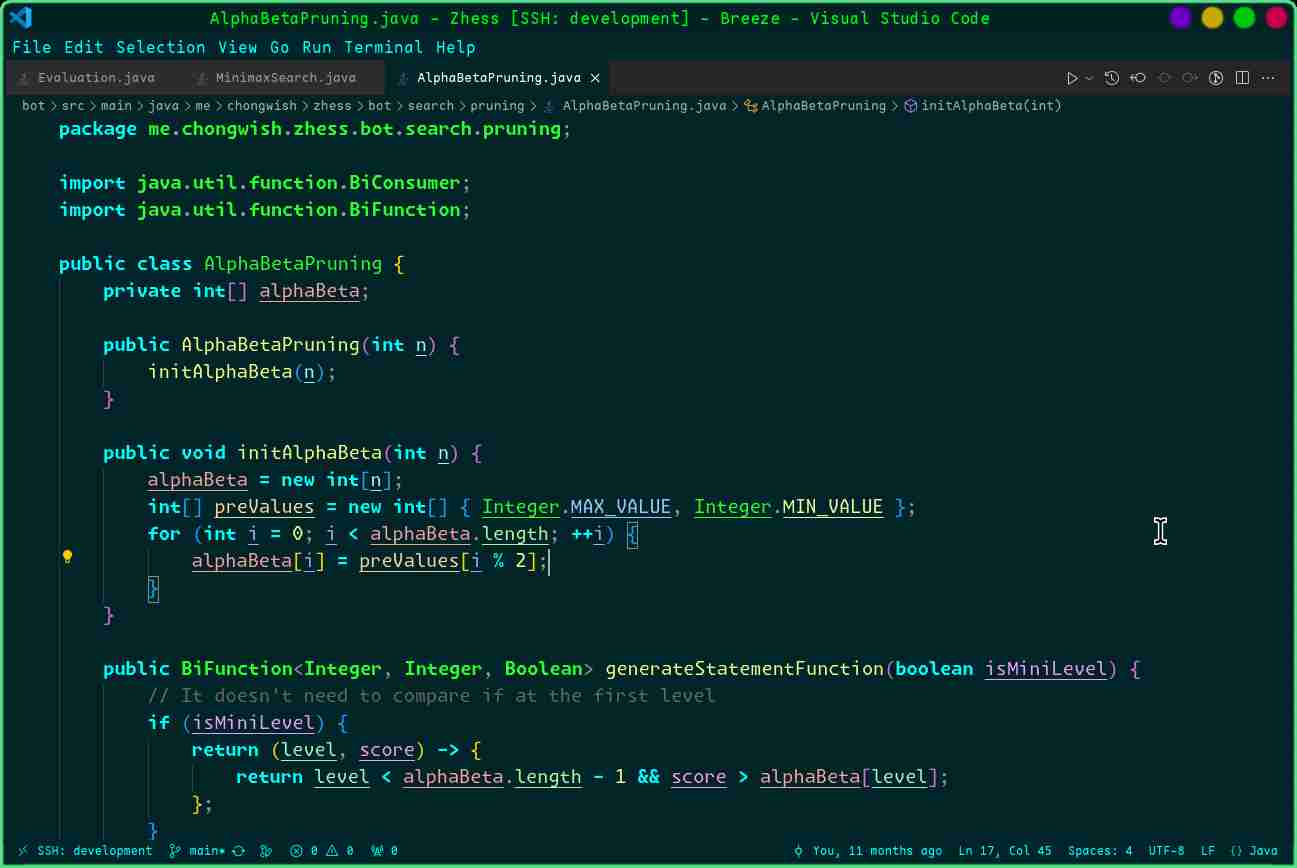 AlphaBetaPruning.java - Zhess [SSH: development] - Breeze - Visual Studio Code
File Edit Selection View Go Run Terminal Help
Evaluation.java MinimaxSearch.java AlphaBetaPruning.java ×
bot > src > main > java > me > chongwish > zhess > bot > search > pruning > AlphaBetaPruning.java > AlphaBetaPruning > initAlphaBeta(int)
package me.chongwish.zhess.bot.search.pruning;
import java.util.function.BiConsumer;
import java.util.function.BiFunction;
public class AlphaBetaPruning {
    private int[] alphaBeta;
    public AlphaBetaPruning(int n) {
        initAlphaBeta(n);
    }
    public void initAlphaBeta(int n) {
        alphaBeta = new int[n];
        int[] preValues = new int[] { Integer.MAX_VALUE, Integer.MIN_VALUE };
        for (int i = 0; i < alphaBeta.length; ++i) {
            alphaBeta[i] = preValues[i % 2];
        }
    }
    public BiFunction<Integer, Integer, Boolean> generateStatementFunction(boolean isMiniLevel) {
        // It doesn't need to compare if at the first level
        if (isMiniLevel) {
            return (level, score) -> {
                return level < alphaBeta.length - 1 && score > alphaBeta[level];
            };
        }
SSH: development main* 0 0 0 You, 11 months ago Ln 17, Col 45 Spaces: 4 UTF-8 LF {} Java